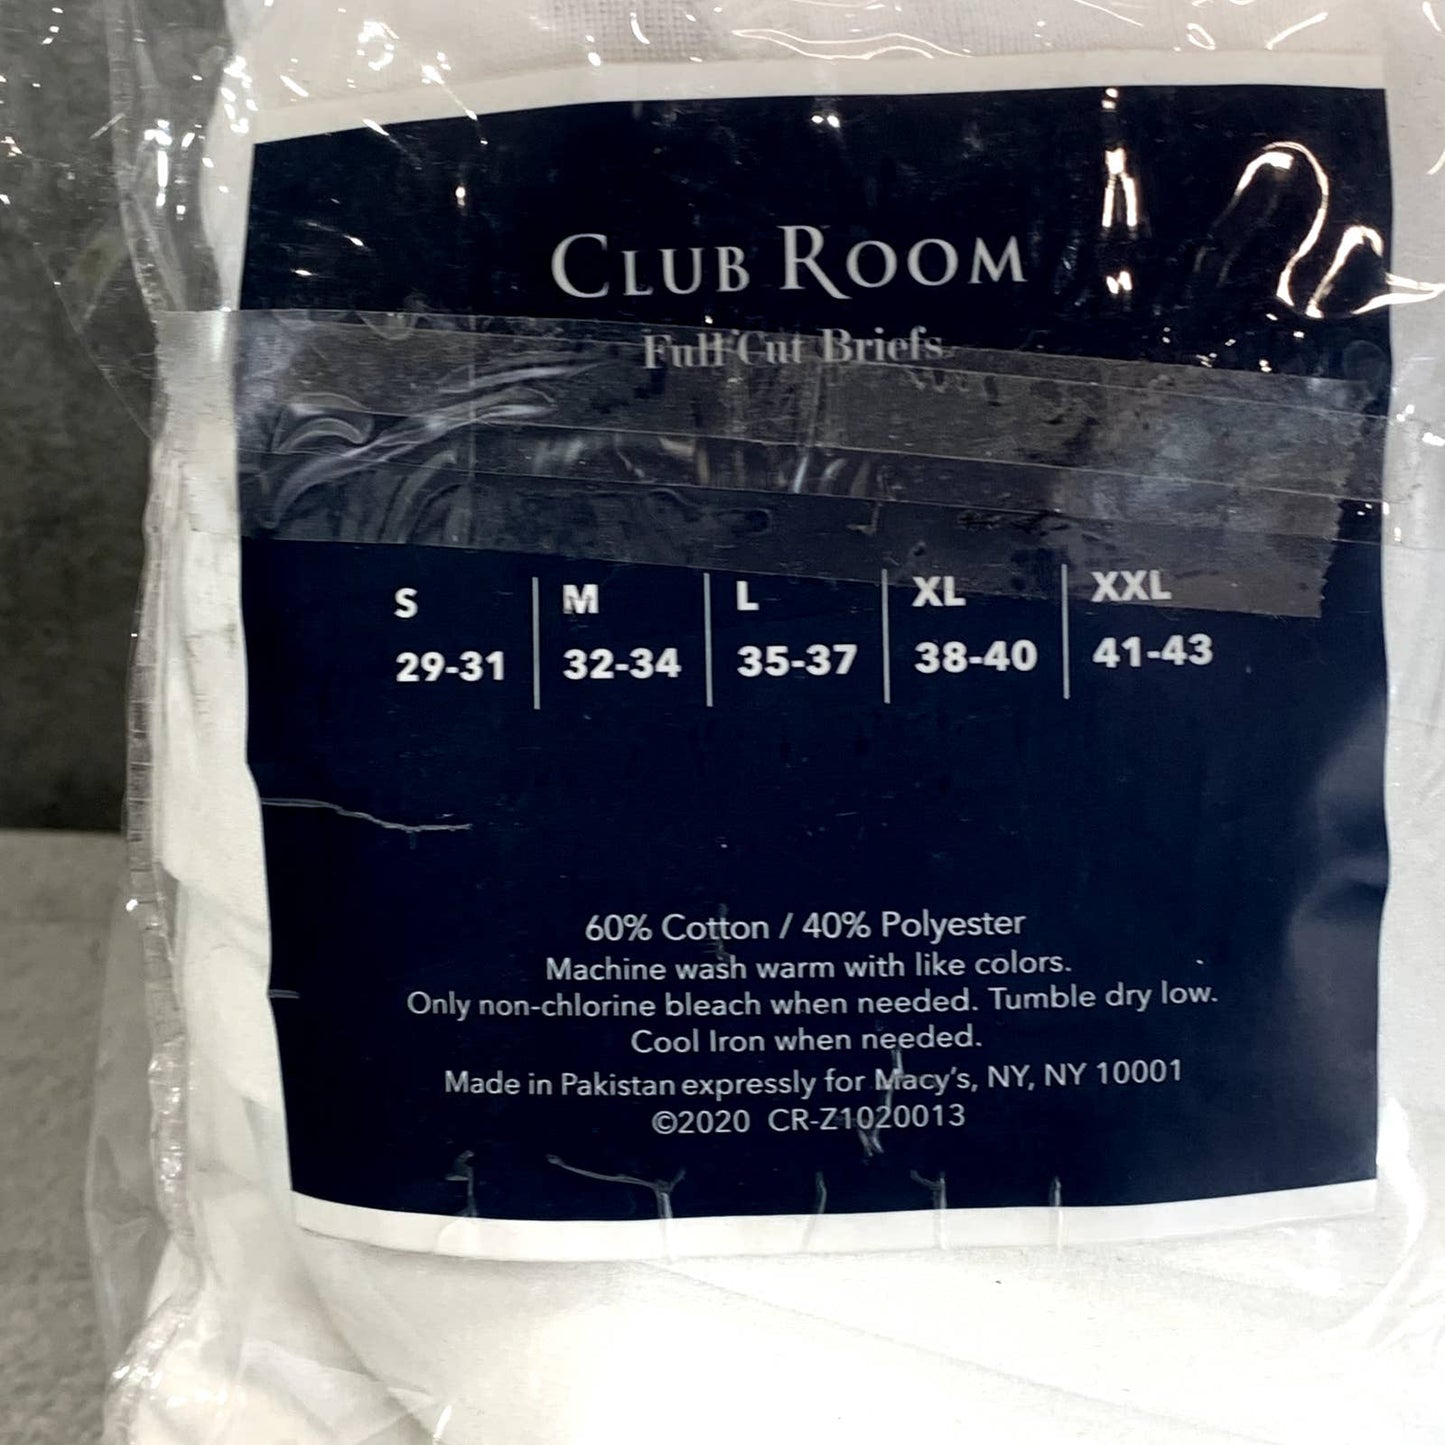 CLUB ROOM
Full Cut Briefs
S M L XL XXL
29-31 32-34 35-37 38-40 41-43
60% Cotton / 40% Polyester
Machine wash warm with like colors.
Only non-chlorine bleach when needed. Tumble dry low.
Cool Iron when needed.
Made in Pakistan expressly for Macy's, NY, NY 10001
©2020 CR-Z1020013